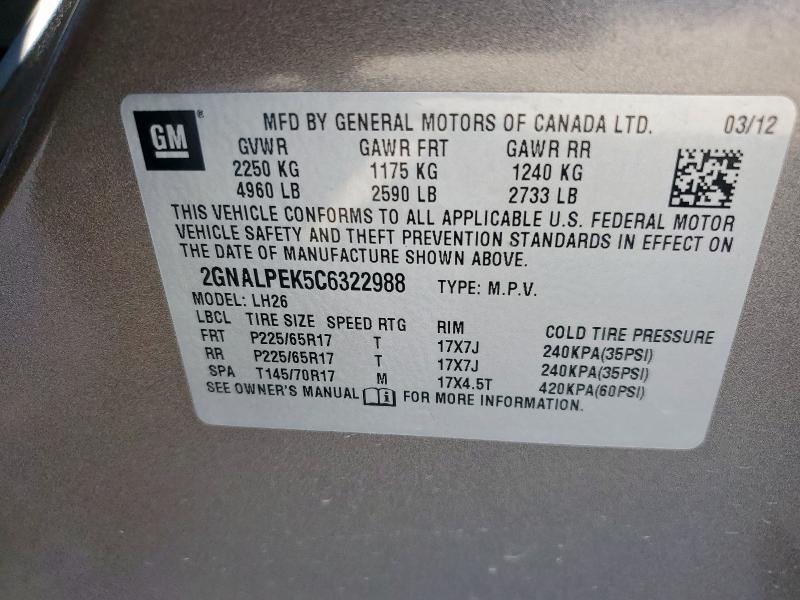 GM® MFD BY GENERAL MOTORS OF CANADA LTD. 03/12
GVWR GAWR FRT GAWR RR
2250 KG 1175 KG 1240 KG
4960 LB 2590 LB 2733 LB
THIS VEHICLE CONFORMS TO ALL APPLICABLE U.S. FEDERAL MOTOR
VEHICLE SAFETY AND THEFT PREVENTION STANDARDS IN EFFECT ON
THE DATE OF MANUFACTURE SHOWN ABOVE.
2GNALPEK5C6322988 TYPE: M.P.V.
MODEL: LH26
LBCL TIRE SIZE SPEED RTG RIM COLD TIRE PRESSURE
FRT P225/65R17 T 17X7J 240KPA(35PSI)
RR P225/65R17 T 17X7J 240KPA(35PSI)
SPA T145/70R17 M 17X4.5T 420KPA(60PSI)
SEE OWNER'S MANUAL FOR MORE INFORMATION.